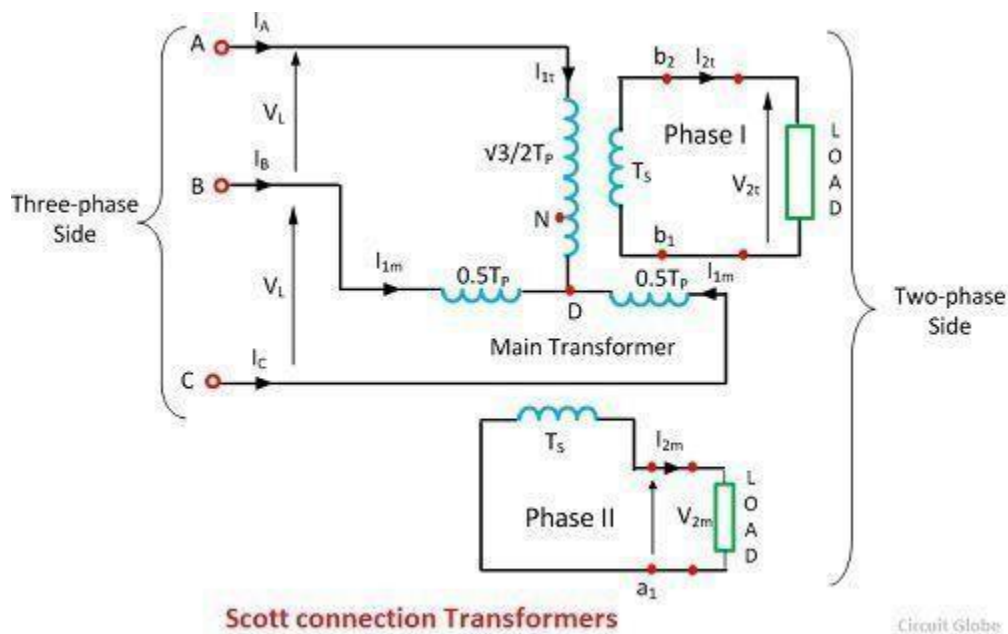 I_A
A
V_L
I_1t
√3/2T_P
N
I_B
B
Three-phase
Side
V_L
I_1m
0.5T_P
D
0.5T_P
I_1m
Main Transformer
I_C
C
b_2
I_2t
Phase I
T_S
V_2t
b_1
LOAD
Two-phase
Side
T_S
I_2m
Phase II
V_2m
a_1
LOAD
Scott connection Transformers
Circuit Globe